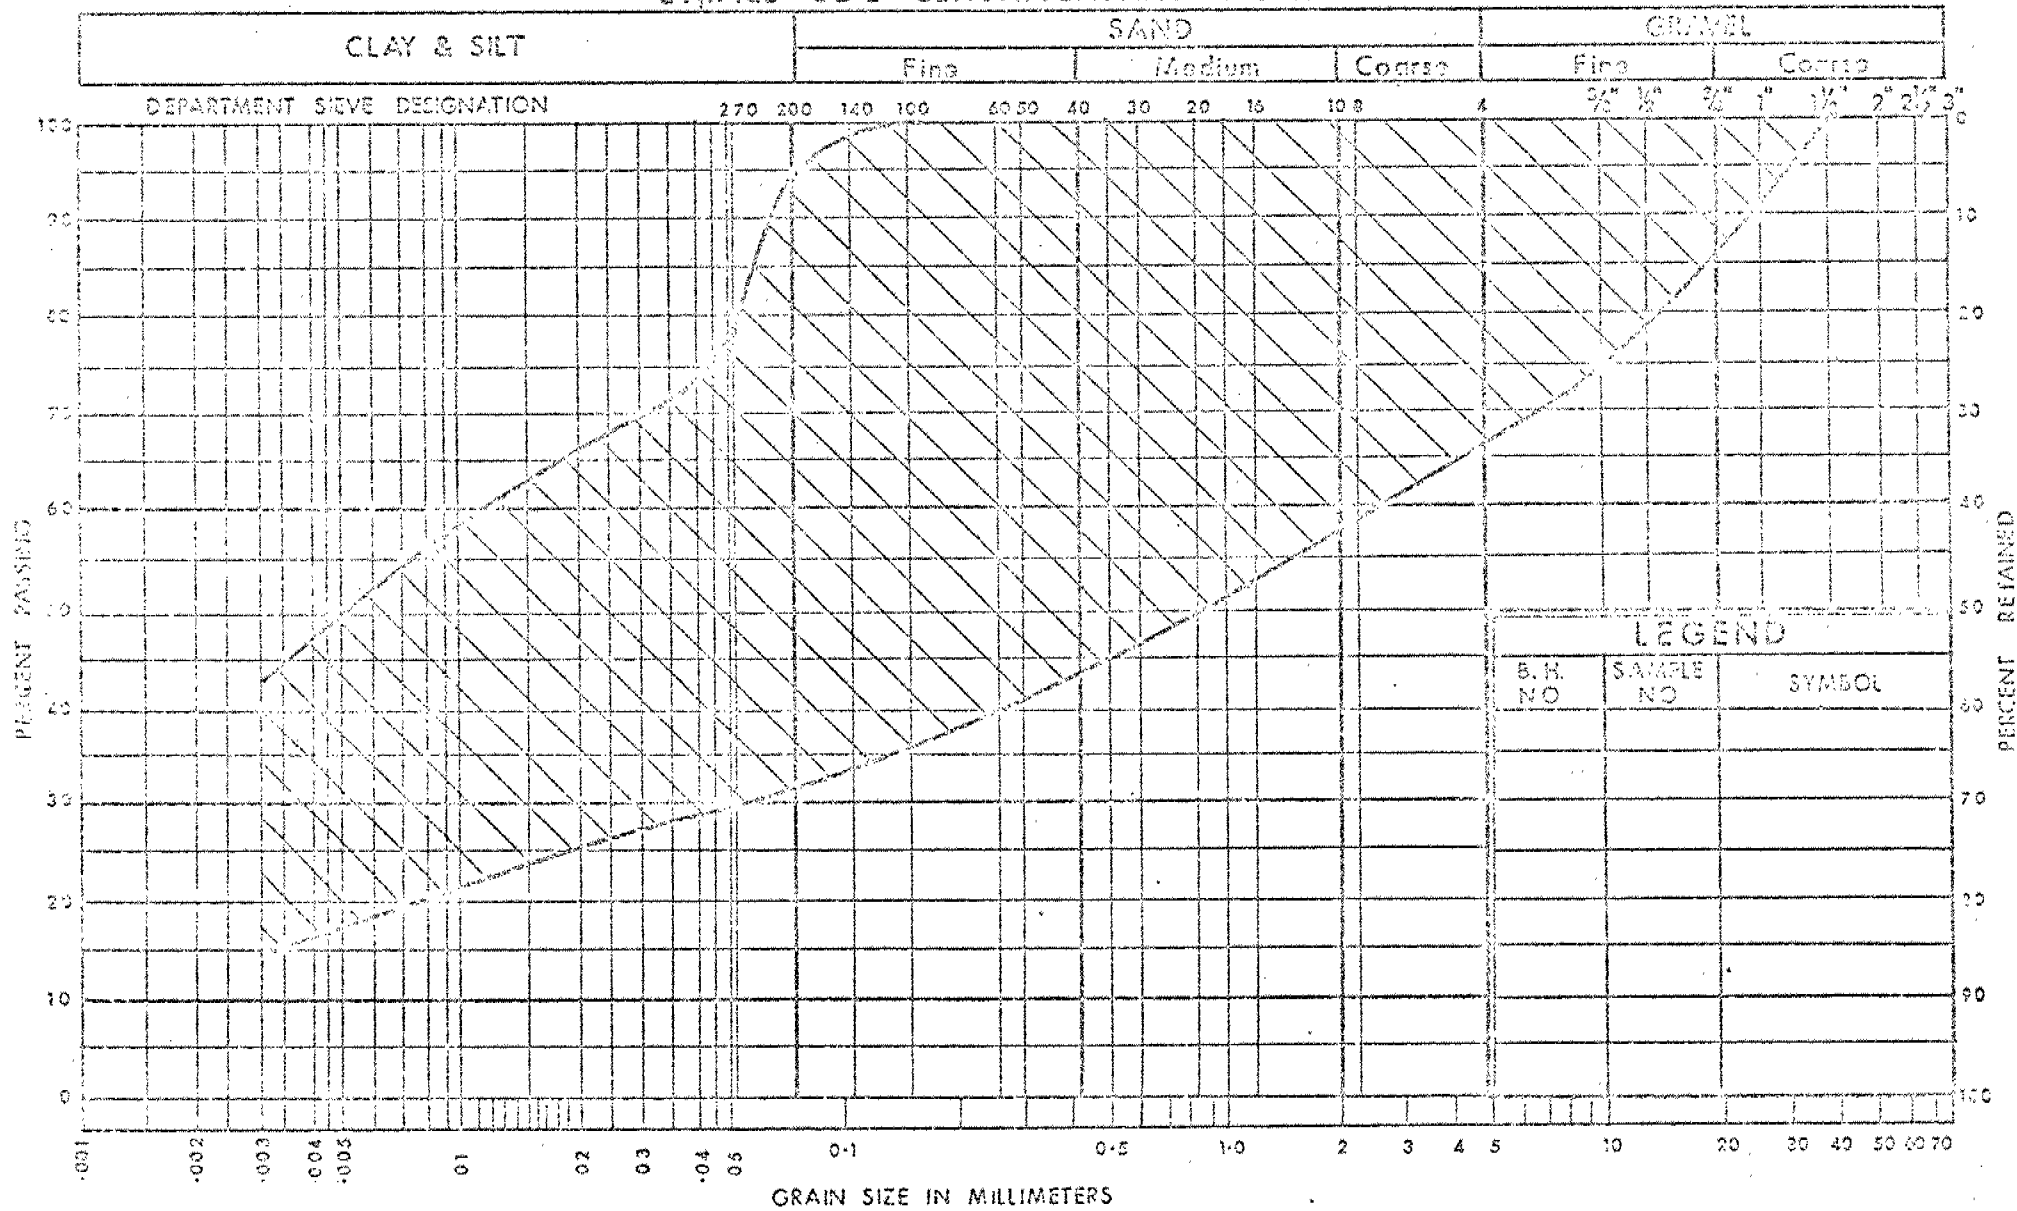 CLAY & SILT SAND GRAVEL
Fine Medium Coarse Fine Coarse
DEPARTMENT SIEVE DESIGNATION 270 200 140 100 60 50 40 30 20 16 10 8 4 3/8" 1/2" 3/4" 1" 1½" 2" 2½" 3"
100 0
90 10
80 20
70 30
60 40
50 50
40 60
30 70
20 80
10 90
0 100
PERCENT PASSING
PERCENT RETAINED
LEGEND
B. H. NO SAMPLE NO SYMBOL
.001 .002 .003 .004 .005 .01 .02 .03 .04 .05 0·1 0·5 1·0 2 3 4 5 10 20 30 40 50 60 70
GRAIN SIZE IN MILLIMETERS